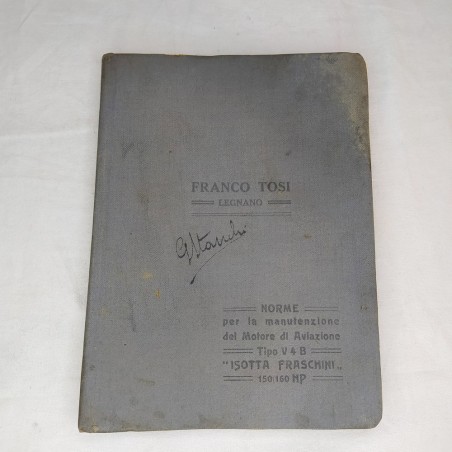 FRANCO TOSI
LEGNANO
NORME
per la manutenzione
del Motore di Aviazione
Tipo V 4 B
"ISOTTA FRASCHINI"
150/160 HP